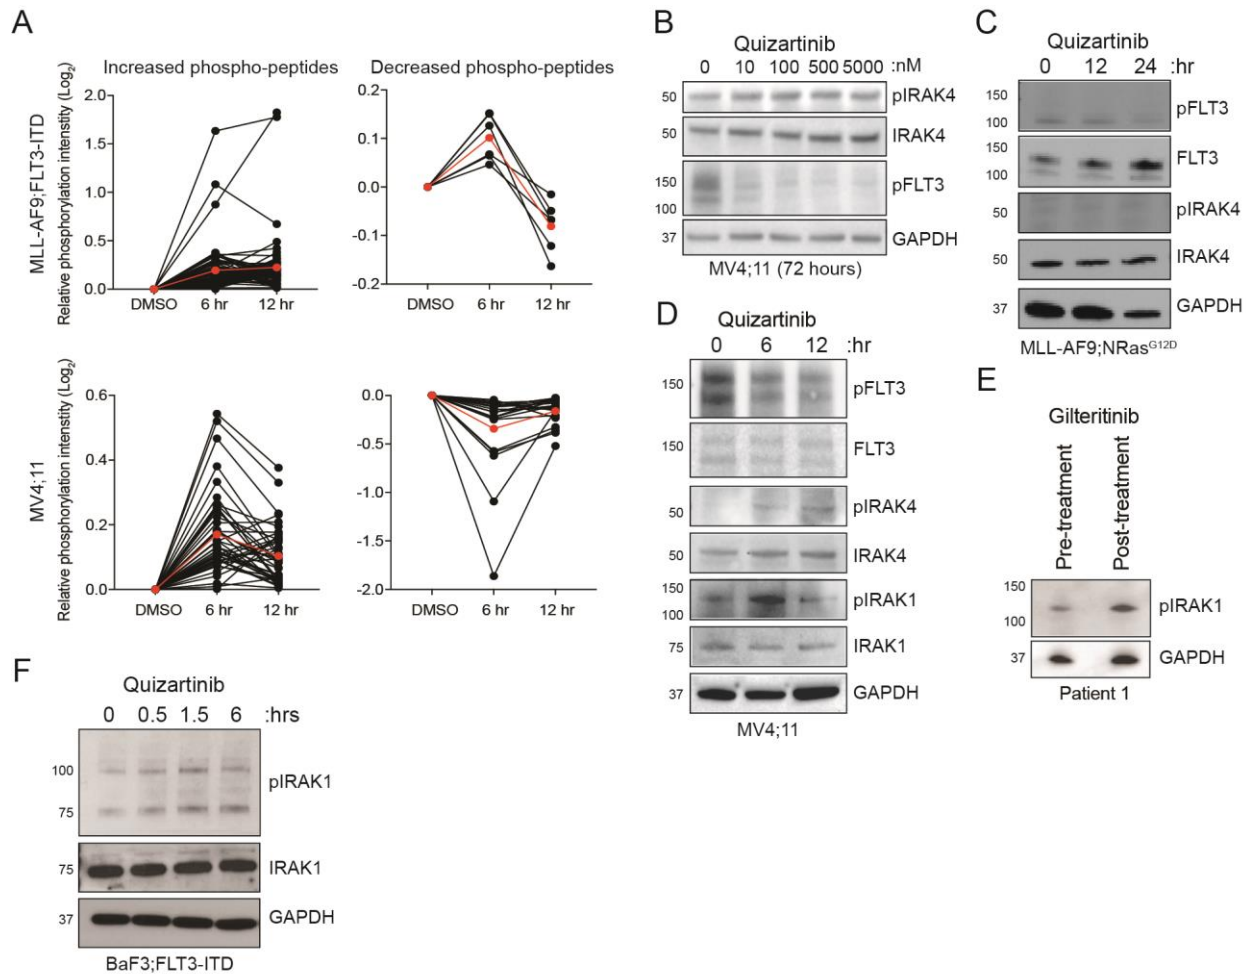 A
Increased phospho-peptides
Decreased phospho-peptides
MLL-AF9;FLT3-ITD
Relative phosphorylation intensity (Log2)
2.0
1.5
1.0
0.5
0.0
DMSO 6 hr 12 hr
0.2
0.1
0.0
-0.1
-0.2
DMSO 6 hr 12 hr
MV4;11
Relative phosphorylation intensity (Log2)
0.6
0.4
0.2
0.0
DMSO 6 hr 12 hr
0.0
-0.5
-1.0
-1.5
-2.0
DMSO 6 hr 12 hr
B
Quizartinib
0 10 100 500 5000 :nM
50 pIRAK4
50 IRAK4
150 pFLT3
100
37 GAPDH
MV4;11 (72 hours)
C
Quizartinib
0 12 24 :hr
150 pFLT3
100
150 FLT3
100
50 pIRAK4
50 IRAK4
37 GAPDH
MLL-AF9;NRasG12D
D
Quizartinib
0 6 12 :hr
150 pFLT3
150 FLT3
50 pIRAK4
50 IRAK4
150 pIRAK1
100
75 IRAK1
37 GAPDH
MV4;11
E
Gilteritinib
Pre-treatment
Post-treatment
150 pIRAK1
100
37 GAPDH
Patient 1
F
Quizartinib
0 0.5 1.5 6 :hrs
100 pIRAK1
75
75 IRAK1
37 GAPDH
BaF3;FLT3-ITD